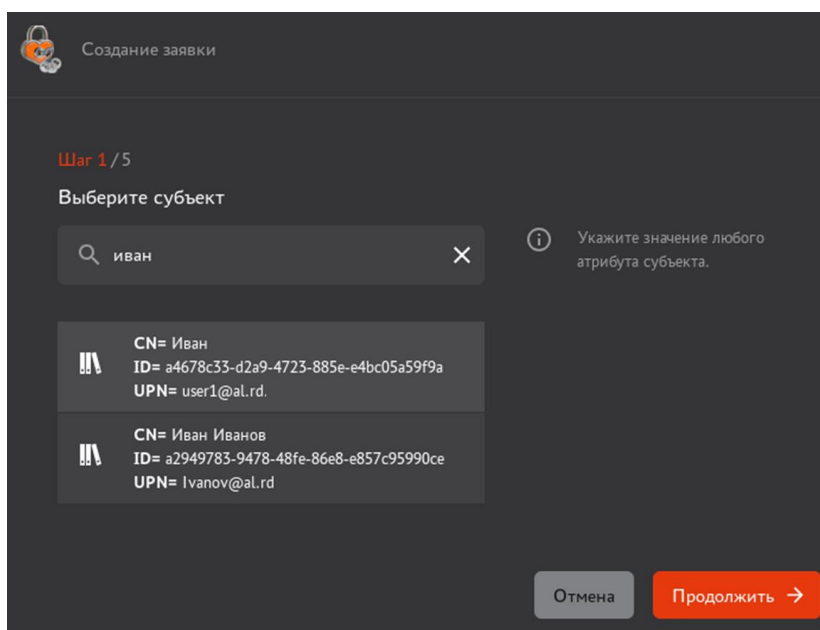 Создание заявки
Шаг 1/5
Выберите субъект
иван
Укажите значение любого
атрибута субъекта.
CN= Иван
ID= a4678c33-d2a9-4723-885e-e4bc05a59f9a
UPN= user1@al.rd.
CN= Иван Иванов
ID= a2949783-9478-48fe-86e8-e857c95990ce
UPN= Ivanov@al.rd
Отмена
Продолжить →